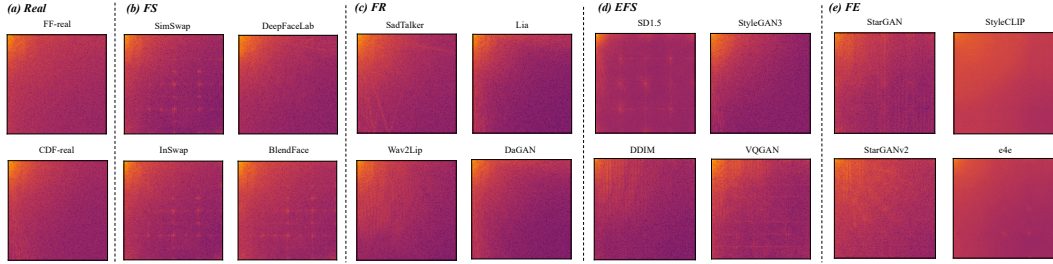 (a) Real
(b) FS
(c) FR
(d) EFS
(e) FE
FF-real
SimSwap
DeepFaceLab
SadTalker
Lia
SD1.5
StyleGAN3
StarGAN
StyleCLIP
CDF-real
InSwap
BlendFace
Wav2Lip
DaGAN
DDIM
VQGAN
StarGANv2
e4e